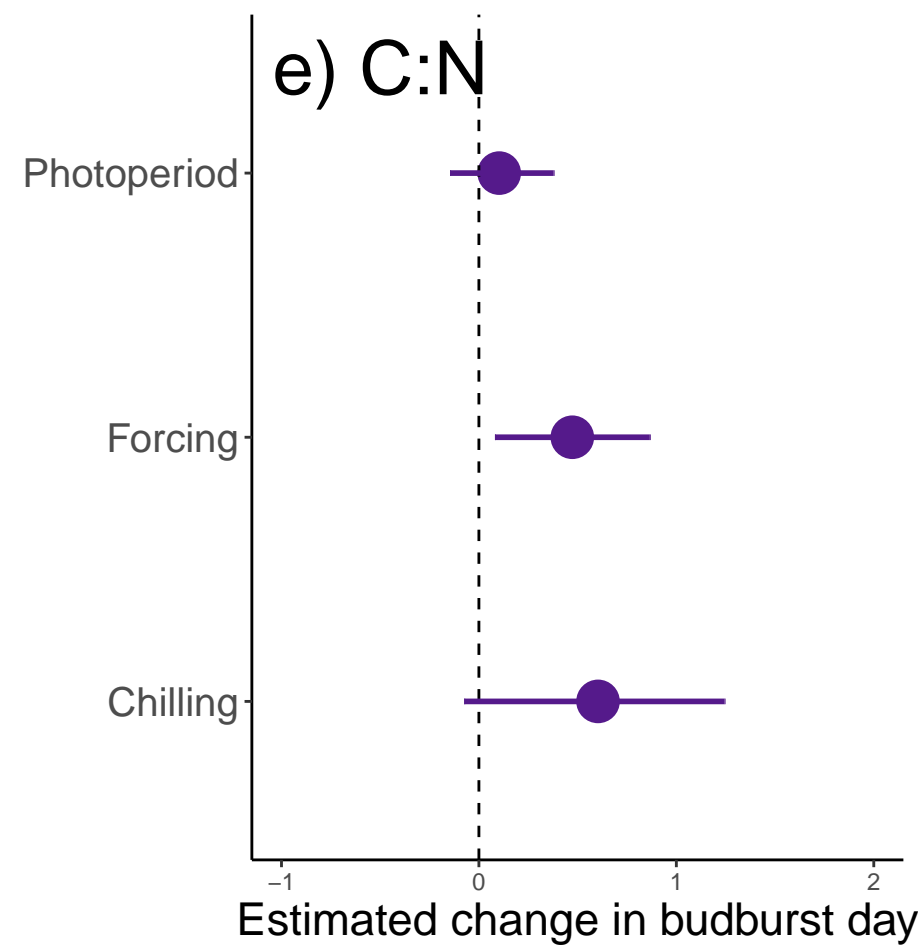 e) C:N
Photoperiod
Forcing
Chilling
−1 0 1 2
Estimated change in budburst day